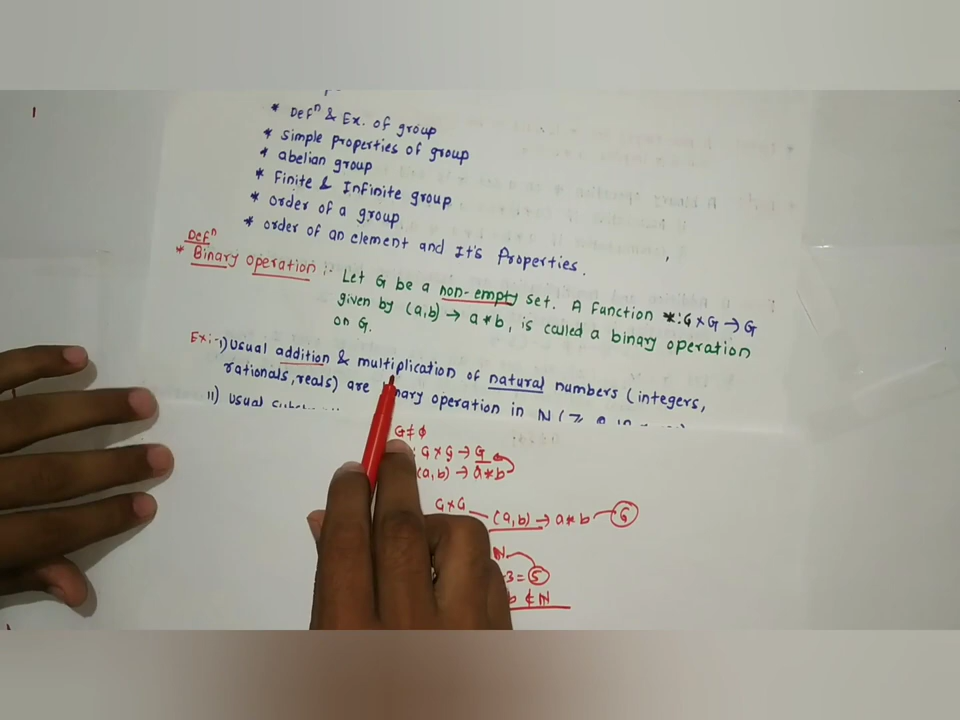 * Defⁿ & Ex. of group
* simple properties of group
* abelian group
* Finite & Infinite group
* order of a group
* order of an element and It's Properties.
Defⁿ
* Binary operation :- Let G be a non-empty set. A function *: G × G → G
given by (a,b) → a * b, is called a binary operation
on G.
Ex:- i) Usual addition & multiplication of natural numbers (integers,
rationals, reals) are operation in N (
ii) Usual
G ≠ ϕ
: G × G → G
(a,b) → a * b
G × G — (a,b) → a * b — G
N
3 = 5
b ∉ N